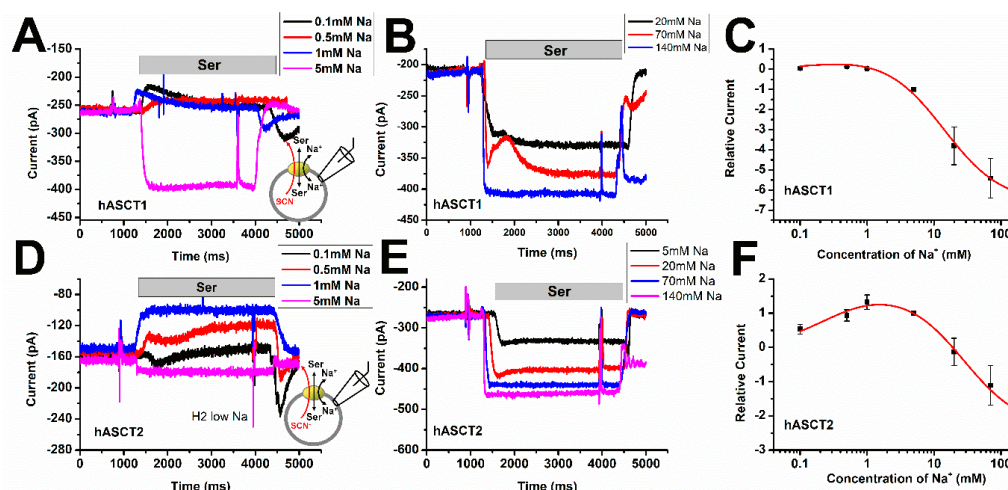 A
Ser
0.1mM Na
0.5mM Na
1mM Na
5mM Na
Current (pA)
-150
-200
-250
-300
-350
-400
-450
hASCT1
Ser
Na⁺
Na⁺
Ser
SCN
0 1000 2000 3000 4000 5000
Time (ms)
B
Ser
20mM Na
70mM Na
140mM Na
Current (pA)
-150
-200
-250
-300
-350
-400
-450
hASCT1
0 1000 2000 3000 4000 5000
Time (ms)
C
Relative Current
1
0
-1
-2
-3
-4
-5
-6
hASCT1
0.1 1 10 100
Concentration of Na⁺ (mM)
D
Ser
0.1mM Na
0.5mM Na
1mM Na
5mM Na
Current (pA)
-80
-120
-160
-200
-240
-280
H2 low Na
hASCT2
Ser
Na⁺
Na⁺
Ser
SCN⁻
0 1000 2000 3000 4000 5000
Time (ms)
E
Ser
5mM Na
20mM Na
70mM Na
140mM Na
Current (pA)
-200
-300
-400
-500
-600
hASCT2
0 1000 2000 3000 4000 5000
Time (ms)
F
Relative Current
3
2
1
0
-1
-2
-3
hASCT2
0.1 1 10 100
Concentration of Na⁺ (mM)